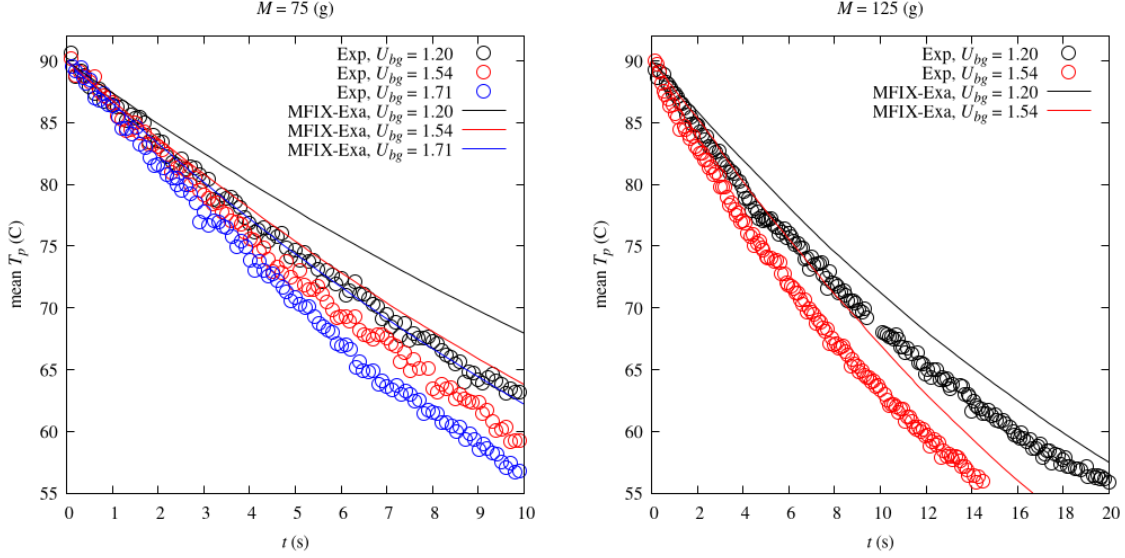 M = 75 (g)
Exp, U_bg = 1.20
Exp, U_bg = 1.54
Exp, U_bg = 1.71
MFIX-Exa, U_bg = 1.20
MFIX-Exa, U_bg = 1.54
MFIX-Exa, U_bg = 1.71
90
85
80
75
70
65
60
55
mean T_p (C)
0 1 2 3 4 5 6 7 8 9 10
t (s)
M = 125 (g)
Exp, U_bg = 1.20
Exp, U_bg = 1.54
MFIX-Exa, U_bg = 1.20
MFIX-Exa, U_bg = 1.54
90
85
80
75
70
65
60
55
mean T_p (C)
0 2 4 6 8 10 12 14 16 18 20
t (s)